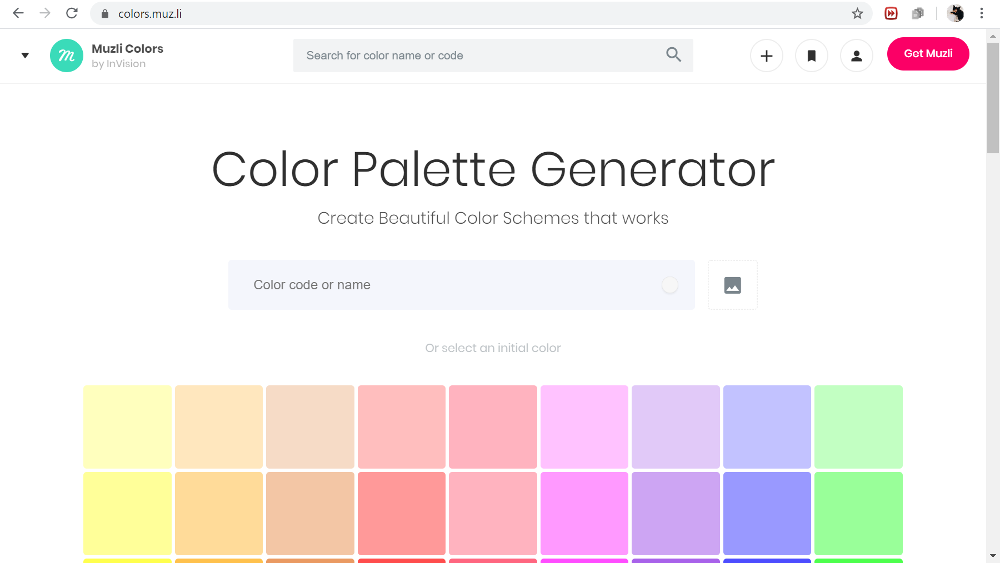 colors.muz.li
Muzli Colors
by InVision
Search for color name or code
Get Muzli
Color Palette Generator
Create Beautiful Color Schemes that works
Color code or name
Or select an initial color